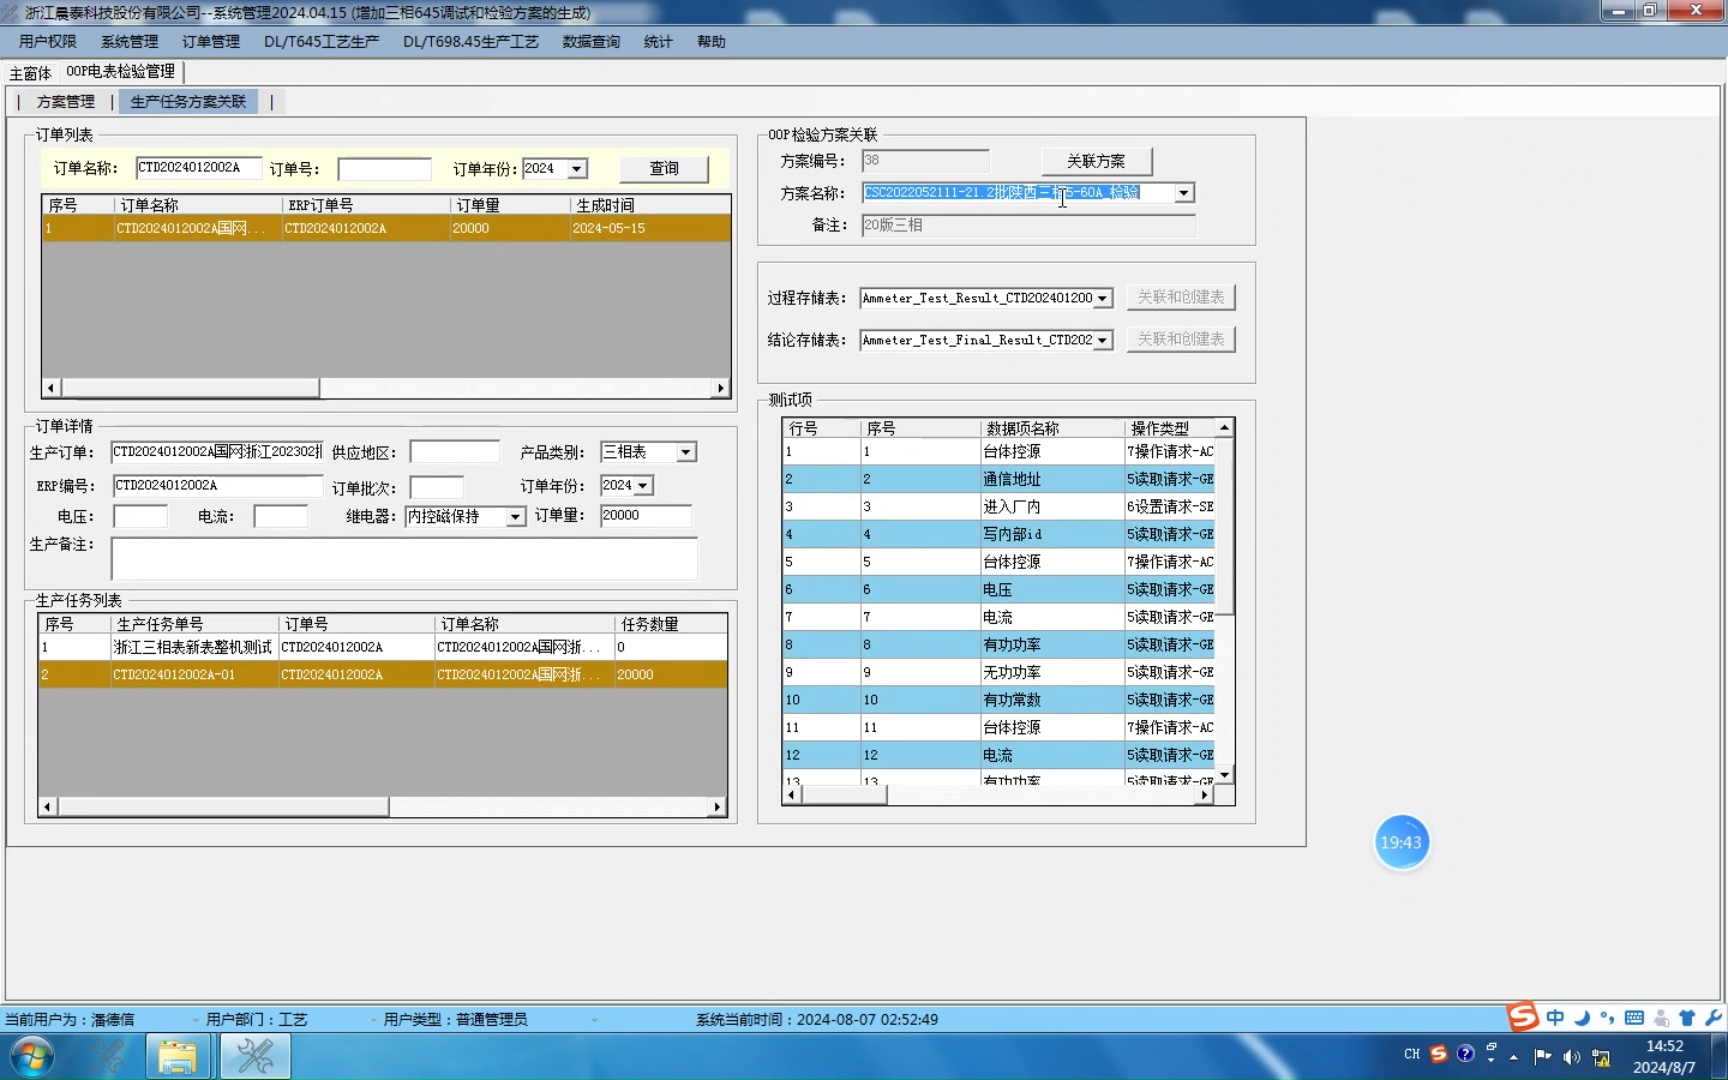 浙江晨泰科技股份有限公司--系统管理2024.04.15 (增加三相645调试和检验方案的生成)
用户权限 系统管理 订单管理 DL/T645工艺生产 DL/T698.45生产工艺 数据查询 统计 帮助
主窗体 OOP电表检验管理
方案管理 | 生产任务方案关联 |
订单列表
订单名称： CTD2024012002A 订单号： 订单年份： 2024 查询
序号 订单名称 ERP订单号 订单量 生成时间
1 CTD2024012002A国网... CTD2024012002A 20000 2024-05-15
订单详情
生产订单： CTD2024012002A国网浙江202302 供应地区： 产品类别： 三相表
ERP编号： CTD2024012002A 订单批次： 订单年份： 2024
电压： 电流： 继电器： 内控磁保持 订单量： 20000
生产备注：
生产任务列表
序号 生产任务单号 订单号 订单名称 任务数量
1 浙江三相表新表整机测试 CTD2024012002A CTD2024012002A国网浙... 0
2 CTD2024012002A-01 CTD2024012002A CTD2024012002A国网浙... 20000
OOP检验方案关联
方案编号： 38 关联方案
方案名称： CSC2022052111-21.2批陕西三相5-60A_检验
备注： 20版三相
过程存储表： Ammeter_Test_Result_CTD202401200 关联和创建表
结论存储表： Ammeter_Test_Final_Result_CTD202 关联和创建表
测试项
行号 序号 数据项名称 操作类型
1 1 台体控源 7操作请求-AC
2 2 通信地址 5读取请求-GE
3 3 进入厂内 6设置请求-SE
4 4 写内部id 5读取请求-GE
5 5 台体控源 7操作请求-AC
6 6 电压 5读取请求-GE
7 7 电流 5读取请求-GE
8 8 有功功率 5读取请求-GE
9 9 无功功率 5读取请求-GE
10 10 有功常数 5读取请求-GE
11 11 台体控源 7操作请求-AC
12 12 电流 5读取请求-GE
13 13 有功功率 5读取请求-GE
19:43
当前用户为：潘德信 用户部门：工艺 用户类型：普通管理员 系统当前时间：2024-08-07 02:52:49
中
CH
14:52
2024/8/7